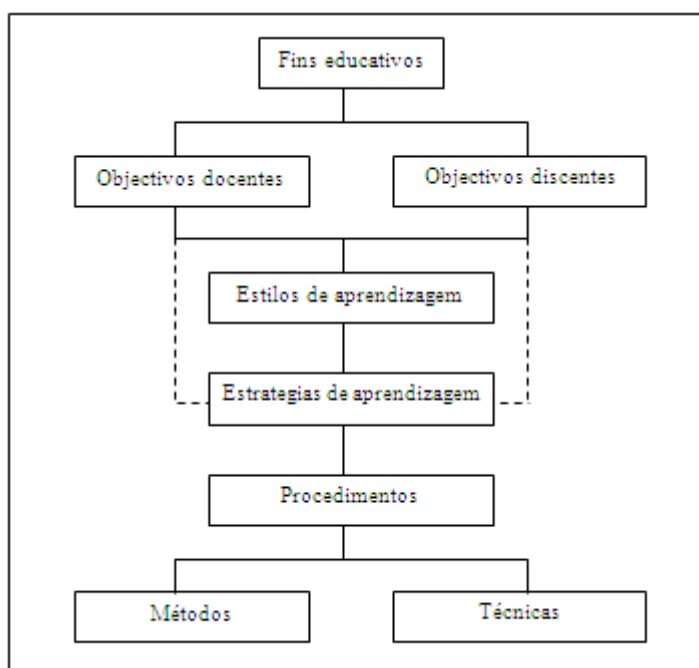 Fins educativos
Objectivos docentes
Objectivos discentes
Estilos de aprendizagem
Estrategias de aprendizagem
Procedimentos
Métodos
Técnicas